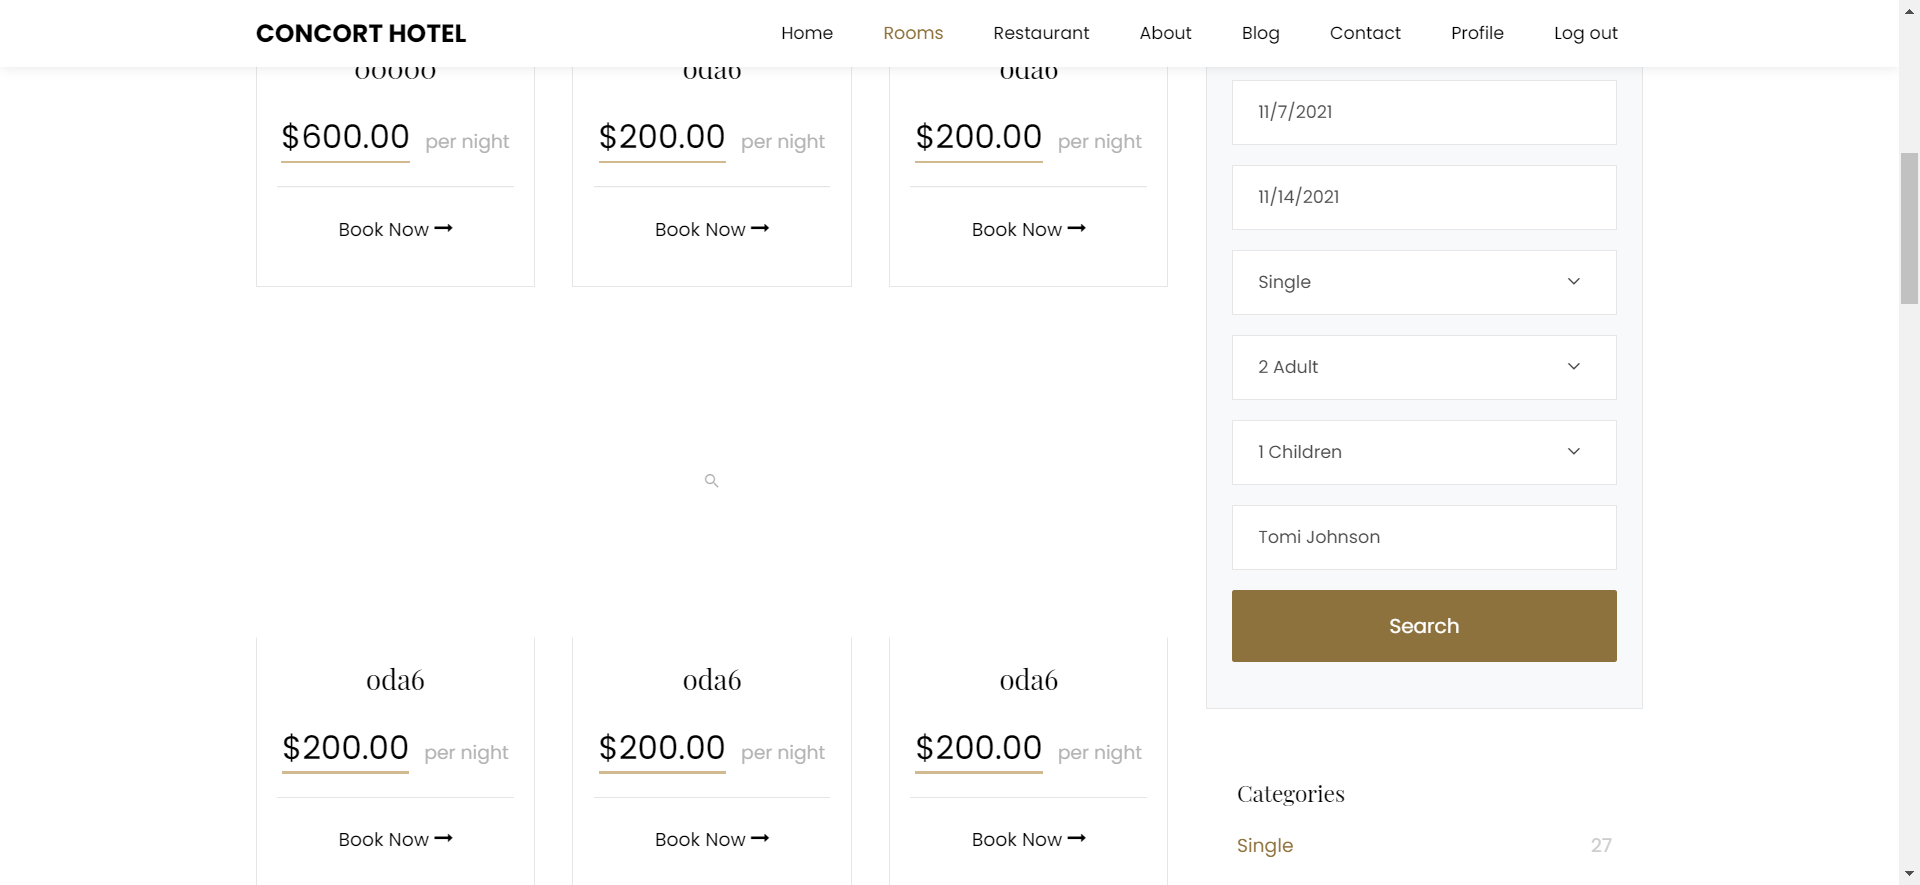 CONCORT HOTEL
Home Rooms Restaurant About Blog Contact Profile Log out
ooooo oda6 oda6
$600.00 per night $200.00 per night $200.00 per night
Book Now Book Now Book Now
11/7/2021
11/14/2021
Single
2 Adult
1 Children
Tomi Johnson
Search
oda6 oda6 oda6
$200.00 per night $200.00 per night $200.00 per night
Book Now Book Now Book Now
Categories
Single 27